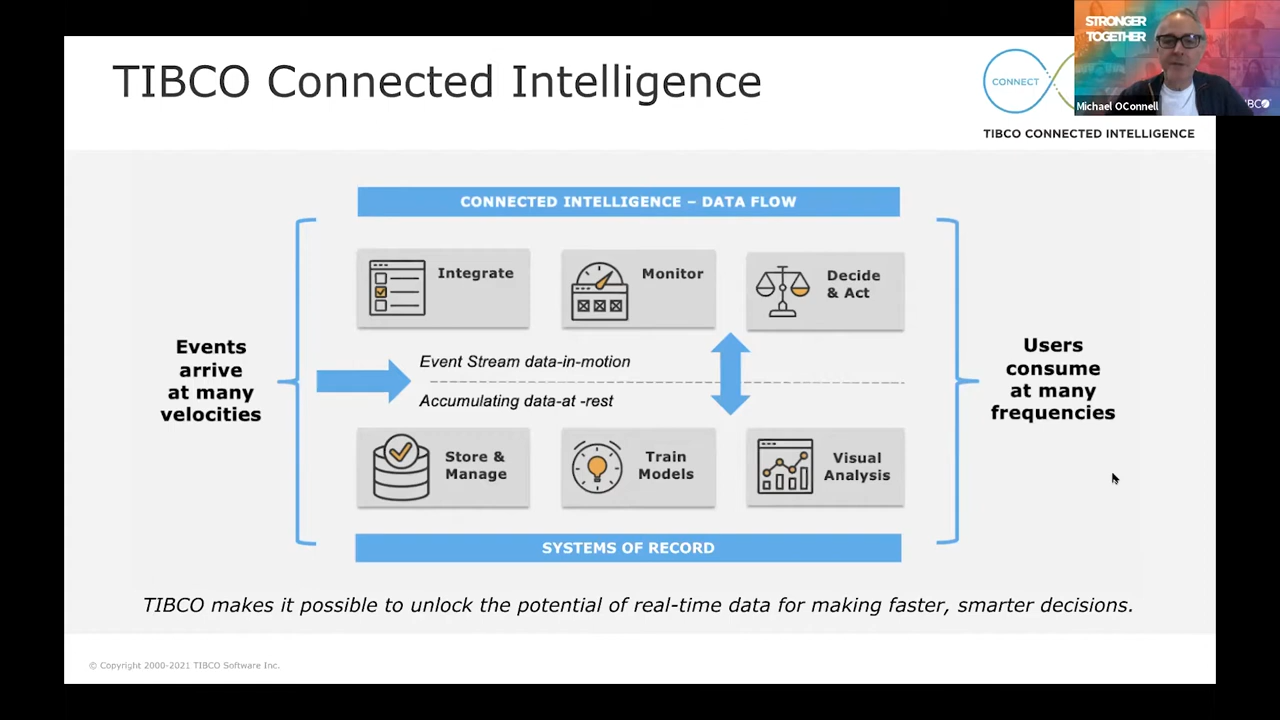 STRONGER
TOGETHER
Michael OConnell
TIBCO Connected Intelligence
CONNECT
TIBCO CONNECTED INTELLIGENCE
CONNECTED INTELLIGENCE – DATA FLOW
Integrate
Monitor
Decide
& Act
Events
arrive
at many
velocities
Event Stream data-in-motion
Accumulating data-at -rest
Users
consume
at many
frequencies
Store &
Manage
Train
Models
Visual
Analysis
SYSTEMS OF RECORD
TIBCO makes it possible to unlock the potential of real-time data for making faster, smarter decisions.
© Copyright 2000-2021 TIBCO Software Inc.